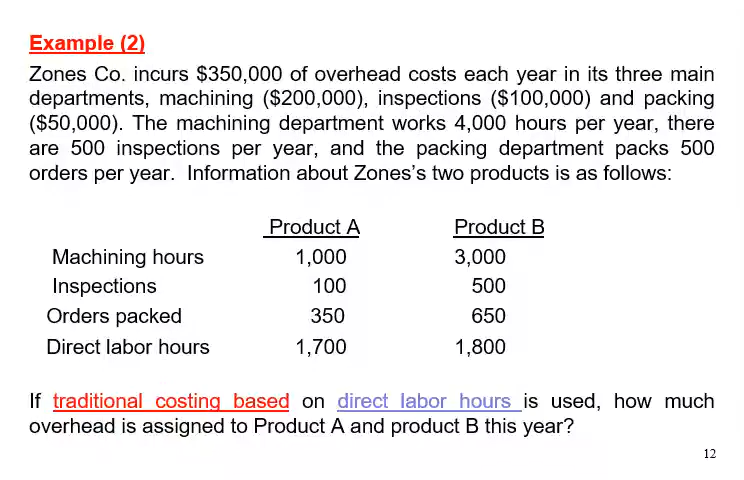 Example (2)
Zones Co. incurs $350,000 of overhead costs each year in its three main
departments, machining ($200,000), inspections ($100,000) and packing
($50,000). The machining department works 4,000 hours per year, there
are 500 inspections per year, and the packing department packs 500
orders per year. Information about Zones's two products is as follows:
Product A Product B
Machining hours 1,000 3,000
Inspections 100 500
Orders packed 350 650
Direct labor hours 1,700 1,800
If traditional costing based on direct labor hours is used, how much
overhead is assigned to Product A and product B this year?
12